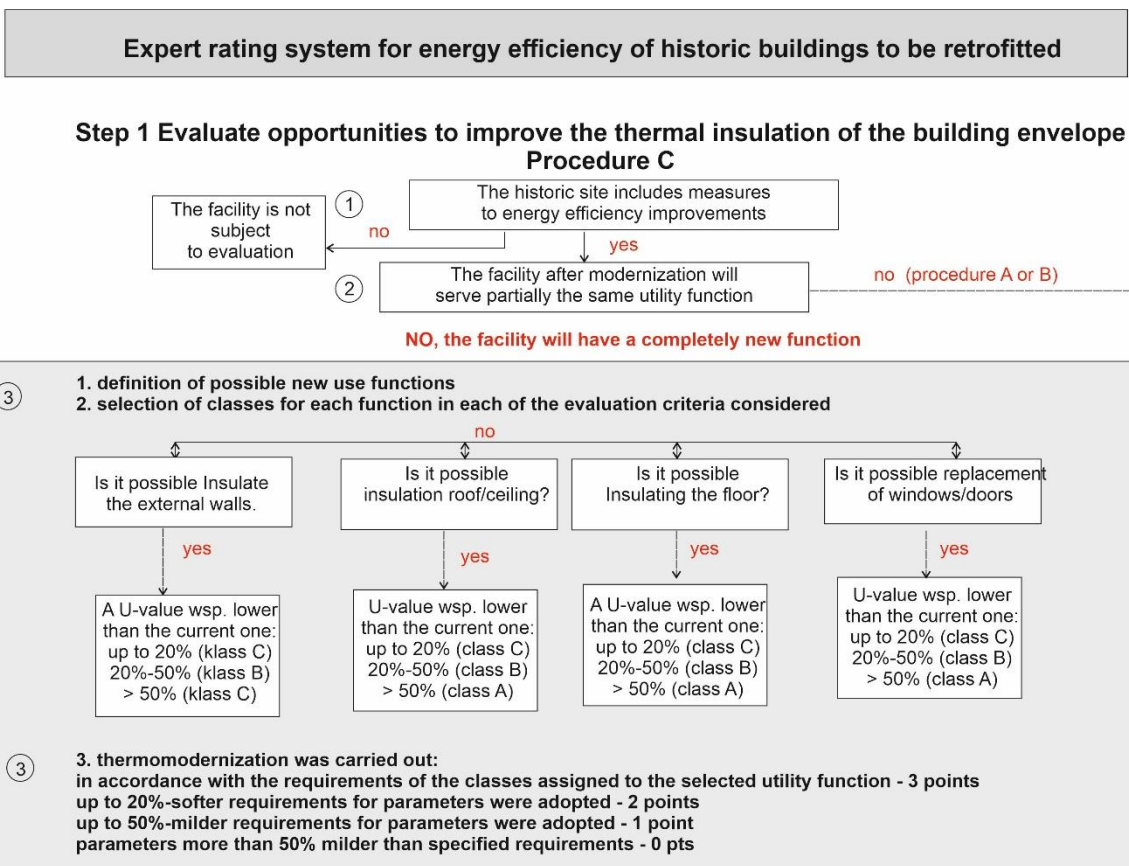 Expert rating system for energy efficiency of historic buildings to be retrofitted
Step 1 Evaluate opportunities to improve the thermal insulation of the building envelope
Procedure C
The facility is not
subject
to evaluation
1
no
The historic site includes measures
to energy efficiency improvements
yes
2
The facility after modernization will
serve partially the same utility function
no (procedure A or B)
NO, the facility will have a completely new function
3
1. definition of possible new use functions
2. selection of classes for each function in each of the evaluation criteria considered
no
Is it possible Insulate
the external walls.
Is it possible
insulation roof/ceiling?
Is it possible
Insulating the floor?
Is it possible replacement
of windows/doors
yes
yes
yes
yes
A U-value wsp. lower
than the current one:
up to 20% (klass C)
20%-50% (klass B)
> 50% (klass C)
U-value wsp. lower
than the current one:
up to 20% (class C)
20%-50% (class B)
> 50% (class A)
A U-value wsp. lower
than the current one:
up to 20% (class C)
20%-50% (class B)
> 50% (class A)
U-value wsp. lower
than the current one:
up to 20% (class C)
20%-50% (class B)
> 50% (class A)
3
3. thermomodernization was carried out:
in accordance with the requirements of the classes assigned to the selected utility function - 3 points
up to 20%-softer requirements for parameters were adopted - 2 points
up to 50%-milder requirements for parameters were adopted - 1 point
parameters more than 50% milder than specified requirements - 0 pts